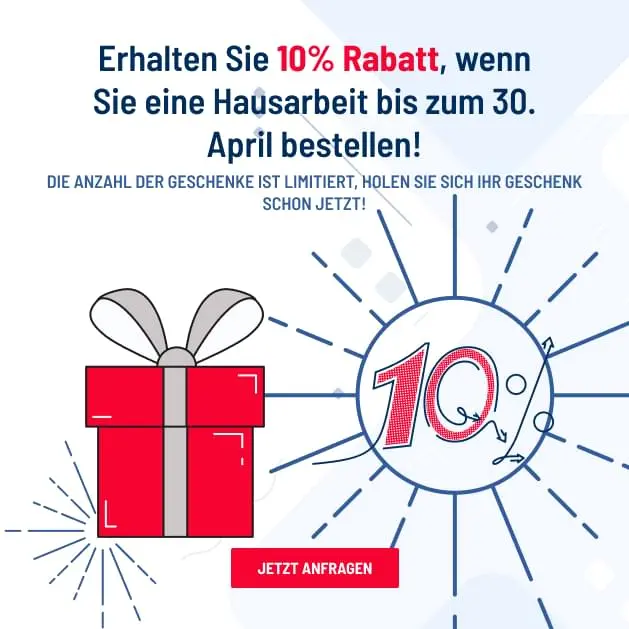 Erhalten Sie 10% Rabatt, wenn
Sie eine Hausarbeit bis zum 30.
April bestellen!
DIE ANZAHL DER GESCHENKE IST LIMITIERT, HOLEN SIE SICH IHR GESCHENK
SCHON JETZT!
10%
JETZT ANFRAGEN